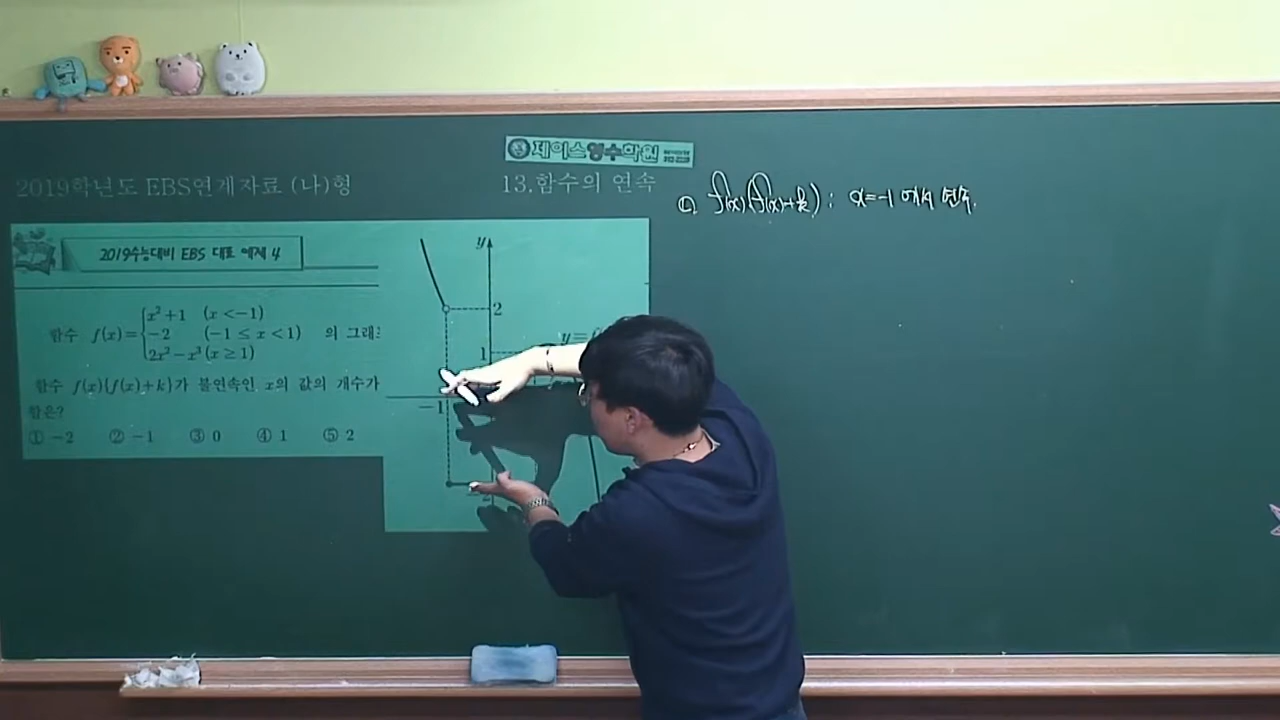 제이스영수학원
2019학년도 EBS연계자료 (나)형
13.함수의 연속
f(x)(f(x)+k) : x=-1 에서 연속.
2019수능대비 EBS 대표 예제 4
함수 f(x)= x²+1 (x<-1)
-2 (-1≤x<1) 의 그래프
2x²-x³ (x≥1)
함수 f(x){f(x)+k}가 불연속인 x의 값의 개수가
합은?
① -2 ② -1 ③ 0 ④ 1 ⑤ 2
y
2
1
-1